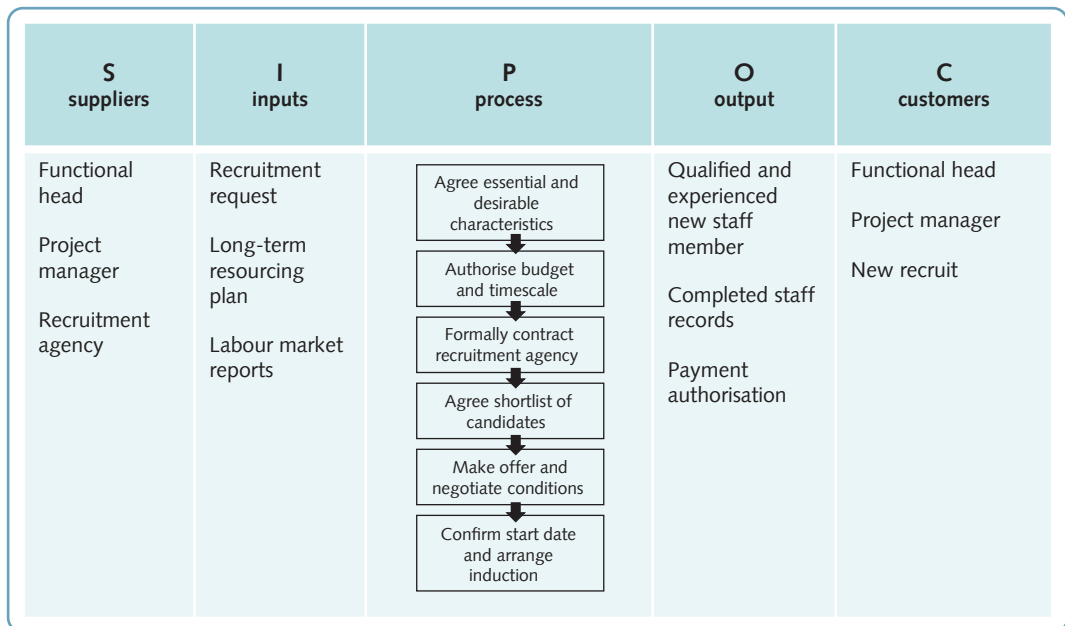 S
suppliers
I
inputs
P
process
O
output
C
customers
Functional
head
Project
manager
Recruitment
agency
Recruitment
request
Long-term
resourcing
plan
Labour market
reports
Agree essential and
desirable
characteristics
Authorise budget
and timescale
Formally contract
recruitment agency
Agree shortlist of
candidates
Make offer and
negotiate conditions
Confirm start date
and arrange
induction
Qualified and
experienced
new staff
member
Completed staff
records
Payment
authorisation
Functional head
Project manager
New recruit